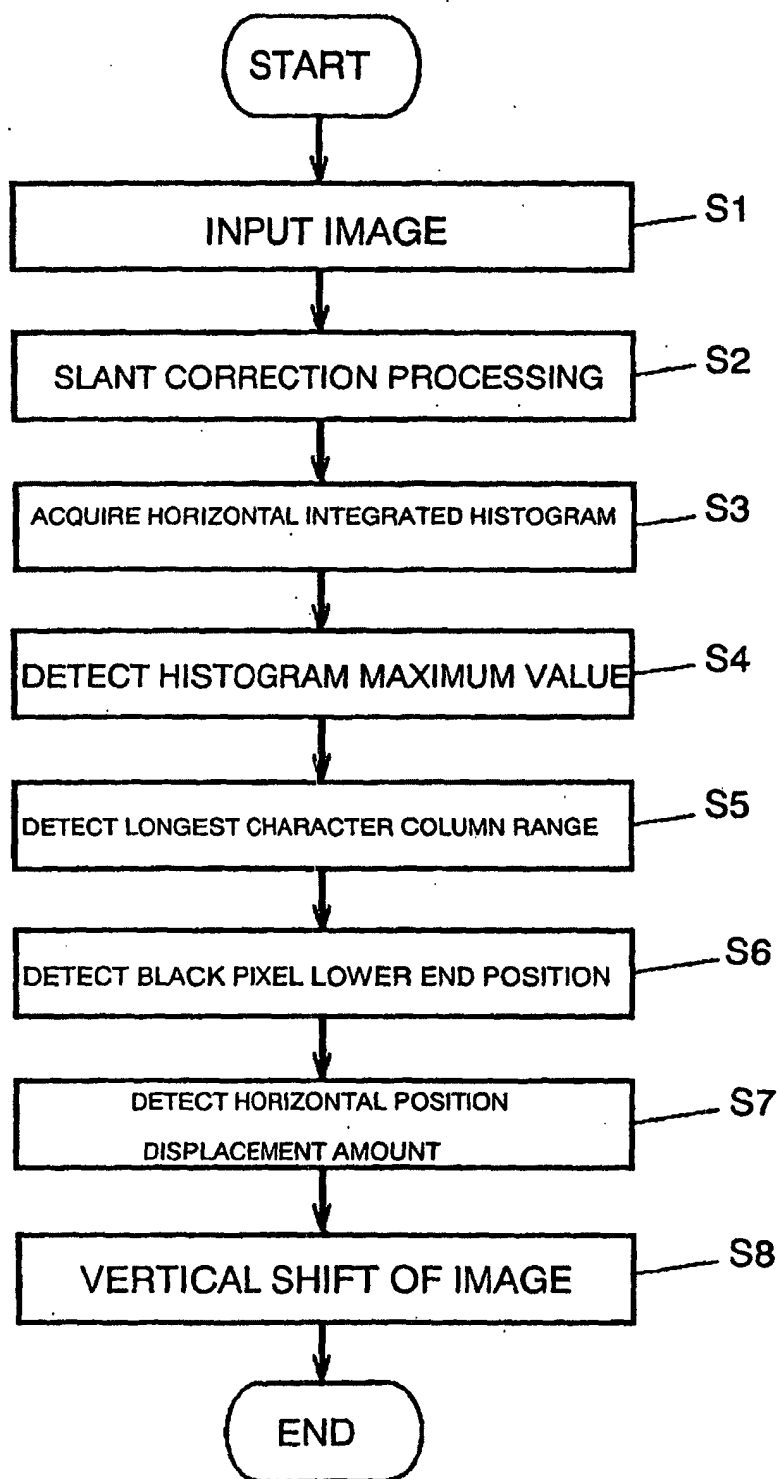 START
INPUT IMAGE
S1
SLANT CORRECTION PROCESSING
S2
ACQUIRE HORIZONTAL INTEGRATED HISTOGRAM
S3
DETECT HISTOGRAM MAXIMUM VALUE
S4
DETECT LONGEST CHARACTER COLUMN RANGE
S5
DETECT BLACK PIXEL LOWER END POSITION
S6
DETECT HORIZONTAL POSITION
DISPLACEMENT AMOUNT
S7
VERTICAL SHIFT OF IMAGE
S8
END